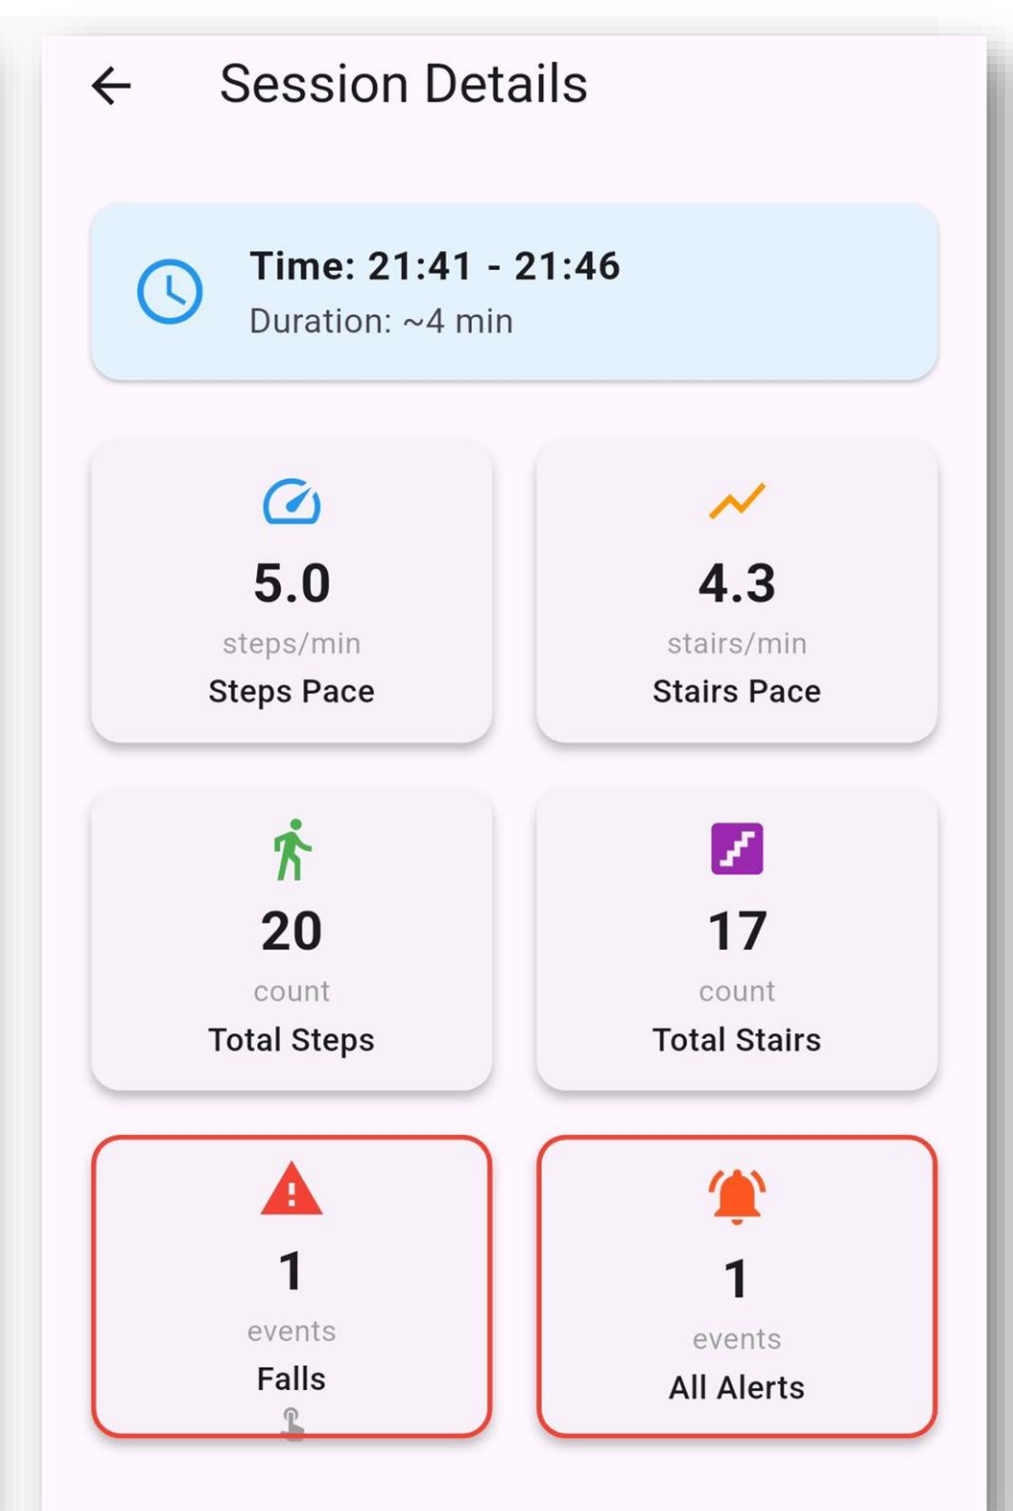 Session Details
Time: 21:41 - 21:46
Duration: ~4 min
5.0
steps/min
Steps Pace
4.3
stairs/min
Stairs Pace
20
count
Total Steps
17
count
Total Stairs
1
events
Falls
1
events
All Alerts